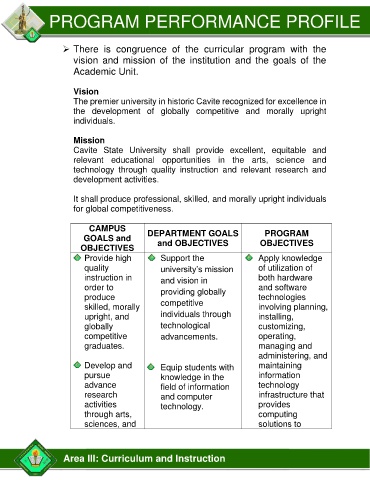 PROGRAM PERFORMANCE PROFILE
➢ There is congruence of the curricular program with the
vision and mission of the institution and the goals of the
Academic Unit.
Vision
The premier university in historic Cavite recognized for excellence in
the development of globally competitive and morally upright
individuals.
Mission
Cavite State University shall provide excellent, equitable and
relevant educational opportunities in the arts, science and
technology through quality instruction and relevant research and
development activities.
It shall produce professional, skilled, and morally upright individuals
for global competitiveness.
CAMPUS
GOALS and
OBJECTIVES
DEPARTMENT GOALS
and OBJECTIVES
PROGRAM
OBJECTIVES
Provide high
quality
instruction in
order to
produce
skilled, morally
upright, and
globally
competitive
graduates.
Develop and
pursue
advance
research
activities
through arts,
sciences, and
Support the
university's mission
and vision in
providing globally
competitive
individuals through
technological
advancements.
Equip students with
knowledge in the
field of information
and computer
technology.
Apply knowledge
of utilization of
both hardware
and software
technologies
involving planning,
installing,
customizing,
operating,
managing and
administering, and
maintaining
information
technology
infrastructure that
provides
computing
solutions to
Area III: Curriculum and Instruction